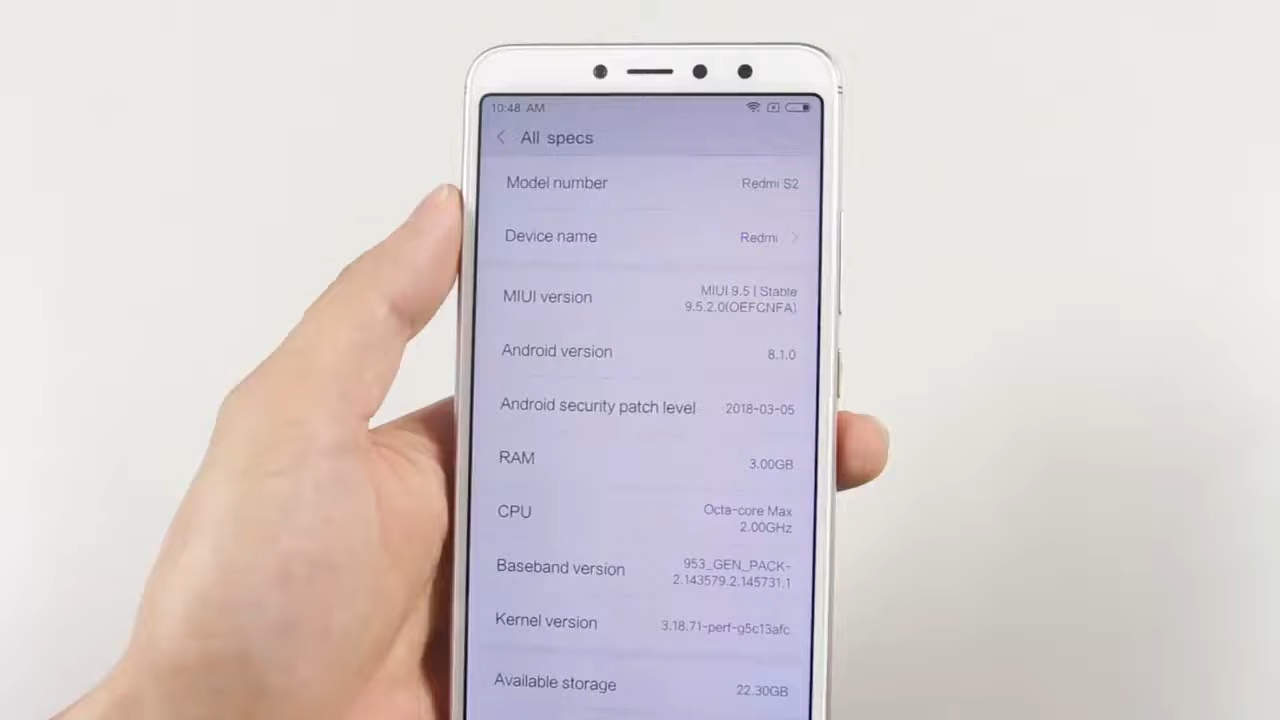 10:48 AM
All specs
Model number Redmi S2
Device name Redmi
MIUI version MIUI 9.5 | Stable
9.5.2.0(OEFCNFA)
Android version 8.1.0
Android security patch level 2018-03-05
RAM 3.00GB
CPU Octa-core Max
2.00GHz
Baseband version 953_GEN_PACK-
2.143579.2.145731.1
Kernel version 3.18.71-perf-g5c13afc
Available storage 22.30GB